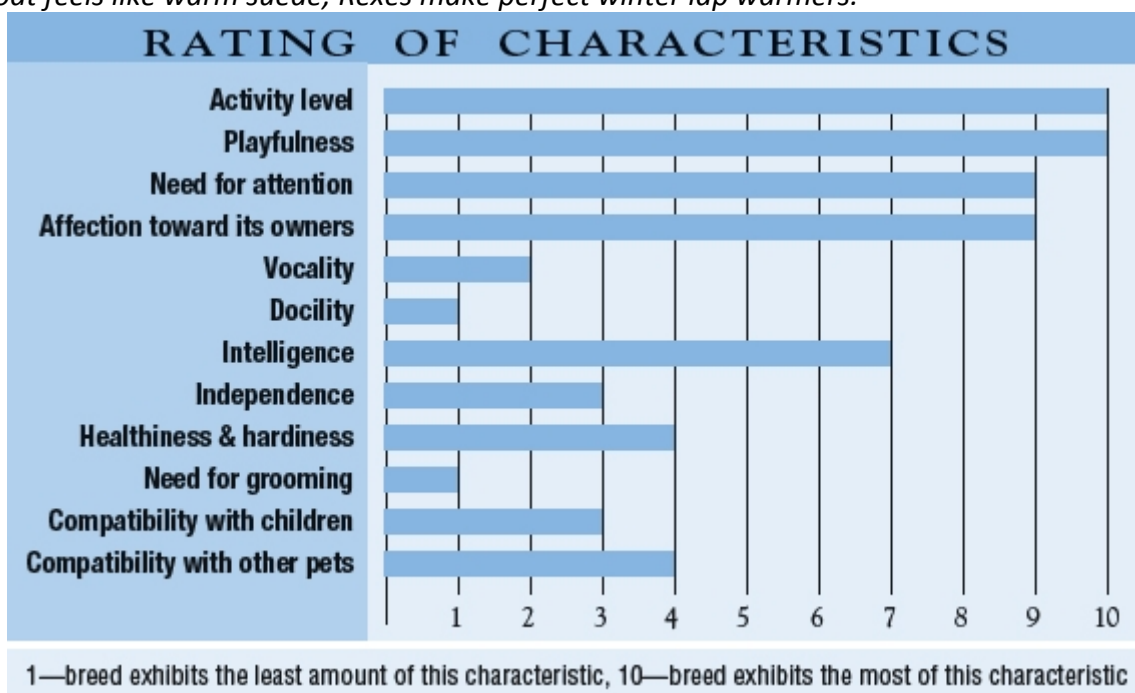 feels like warm suede, Rexes make perfect winter lap warmers.
RATING OF CHARACTERISTICS
Activity level
Playfulness
Need for attention
Affection toward its owners
Vocality
Docility
Intelligence
Independence
Healthiness & hardiness
Need for grooming
Compatibility with children
Compatibility with other pets
1 2 3 4 5 6 7 8 9 10
1—breed exhibits the least amount of this characteristic, 10—breed exhibits the most of this characteristic